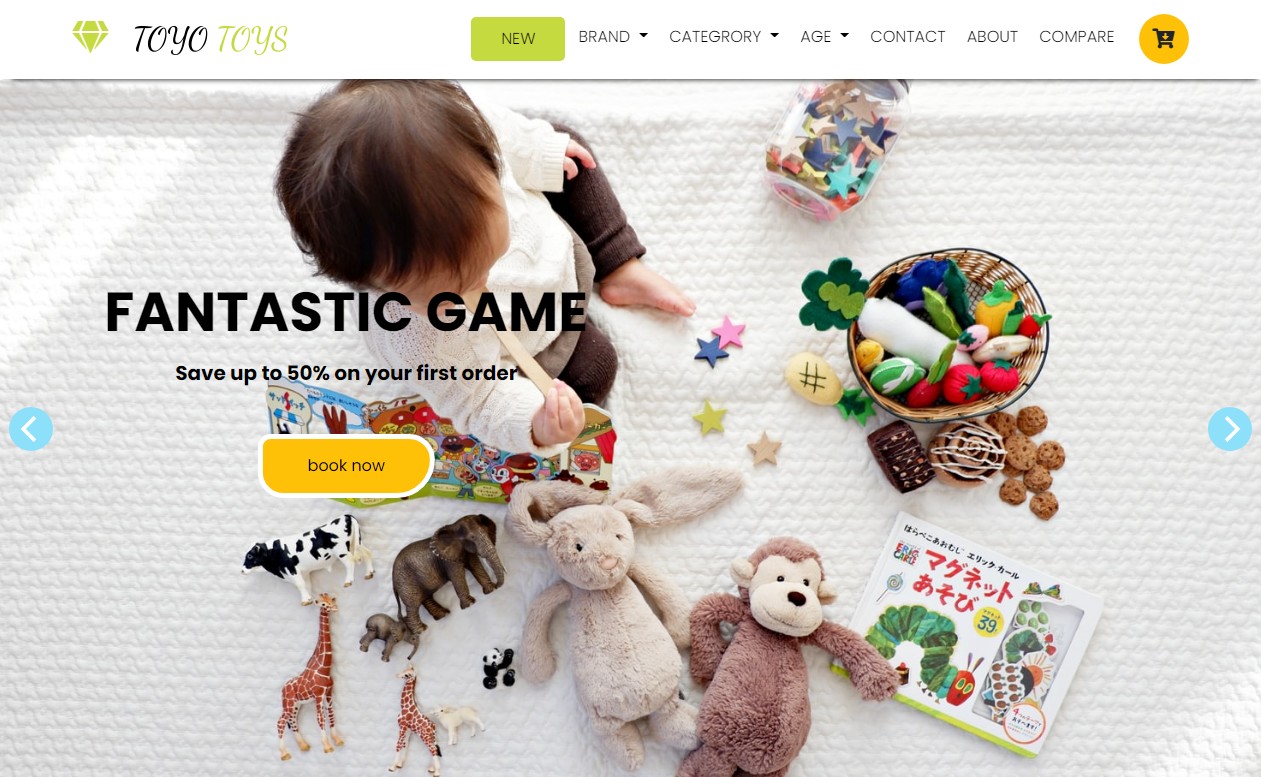 TOYO TOYS
NEW
BRAND
CATEGRORY
AGE
CONTACT
ABOUT
COMPARE
FANTASTIC GAME
Save up to 50% on your first order
book now
はらぺこあおむし エリック・カール
ERIC CARLE
マグネット
あそび
39